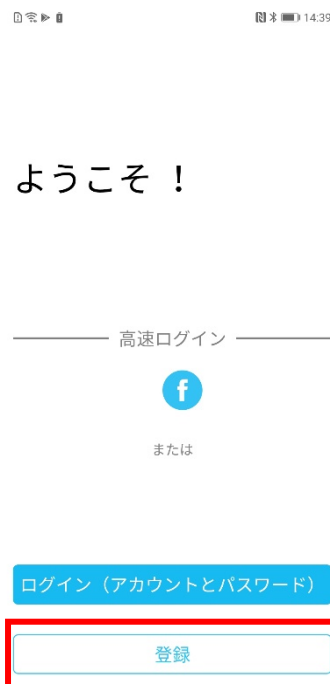 14:39
ようこそ !
高速ログイン
f
または
ログイン（アカウントとパスワード）
登録